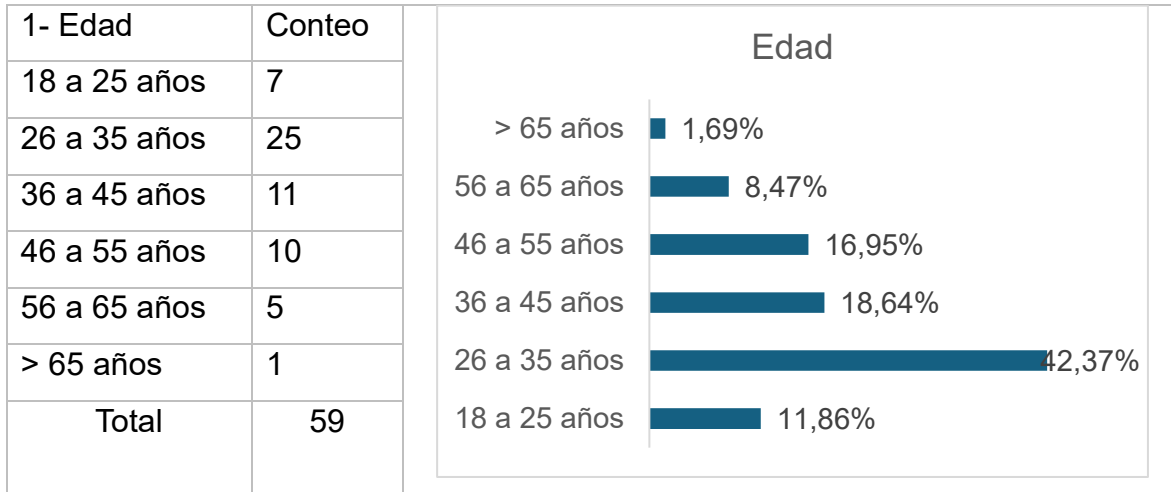 1- Edad Conteo
18 a 25 años 7
26 a 35 años 25
36 a 45 años 11
46 a 55 años 10
56 a 65 años 5
> 65 años 1
Total 59
Edad
> 65 años 1,69%
56 a 65 años 8,47%
46 a 55 años 16,95%
36 a 45 años 18,64%
26 a 35 años 42,37%
18 a 25 años 11,86%